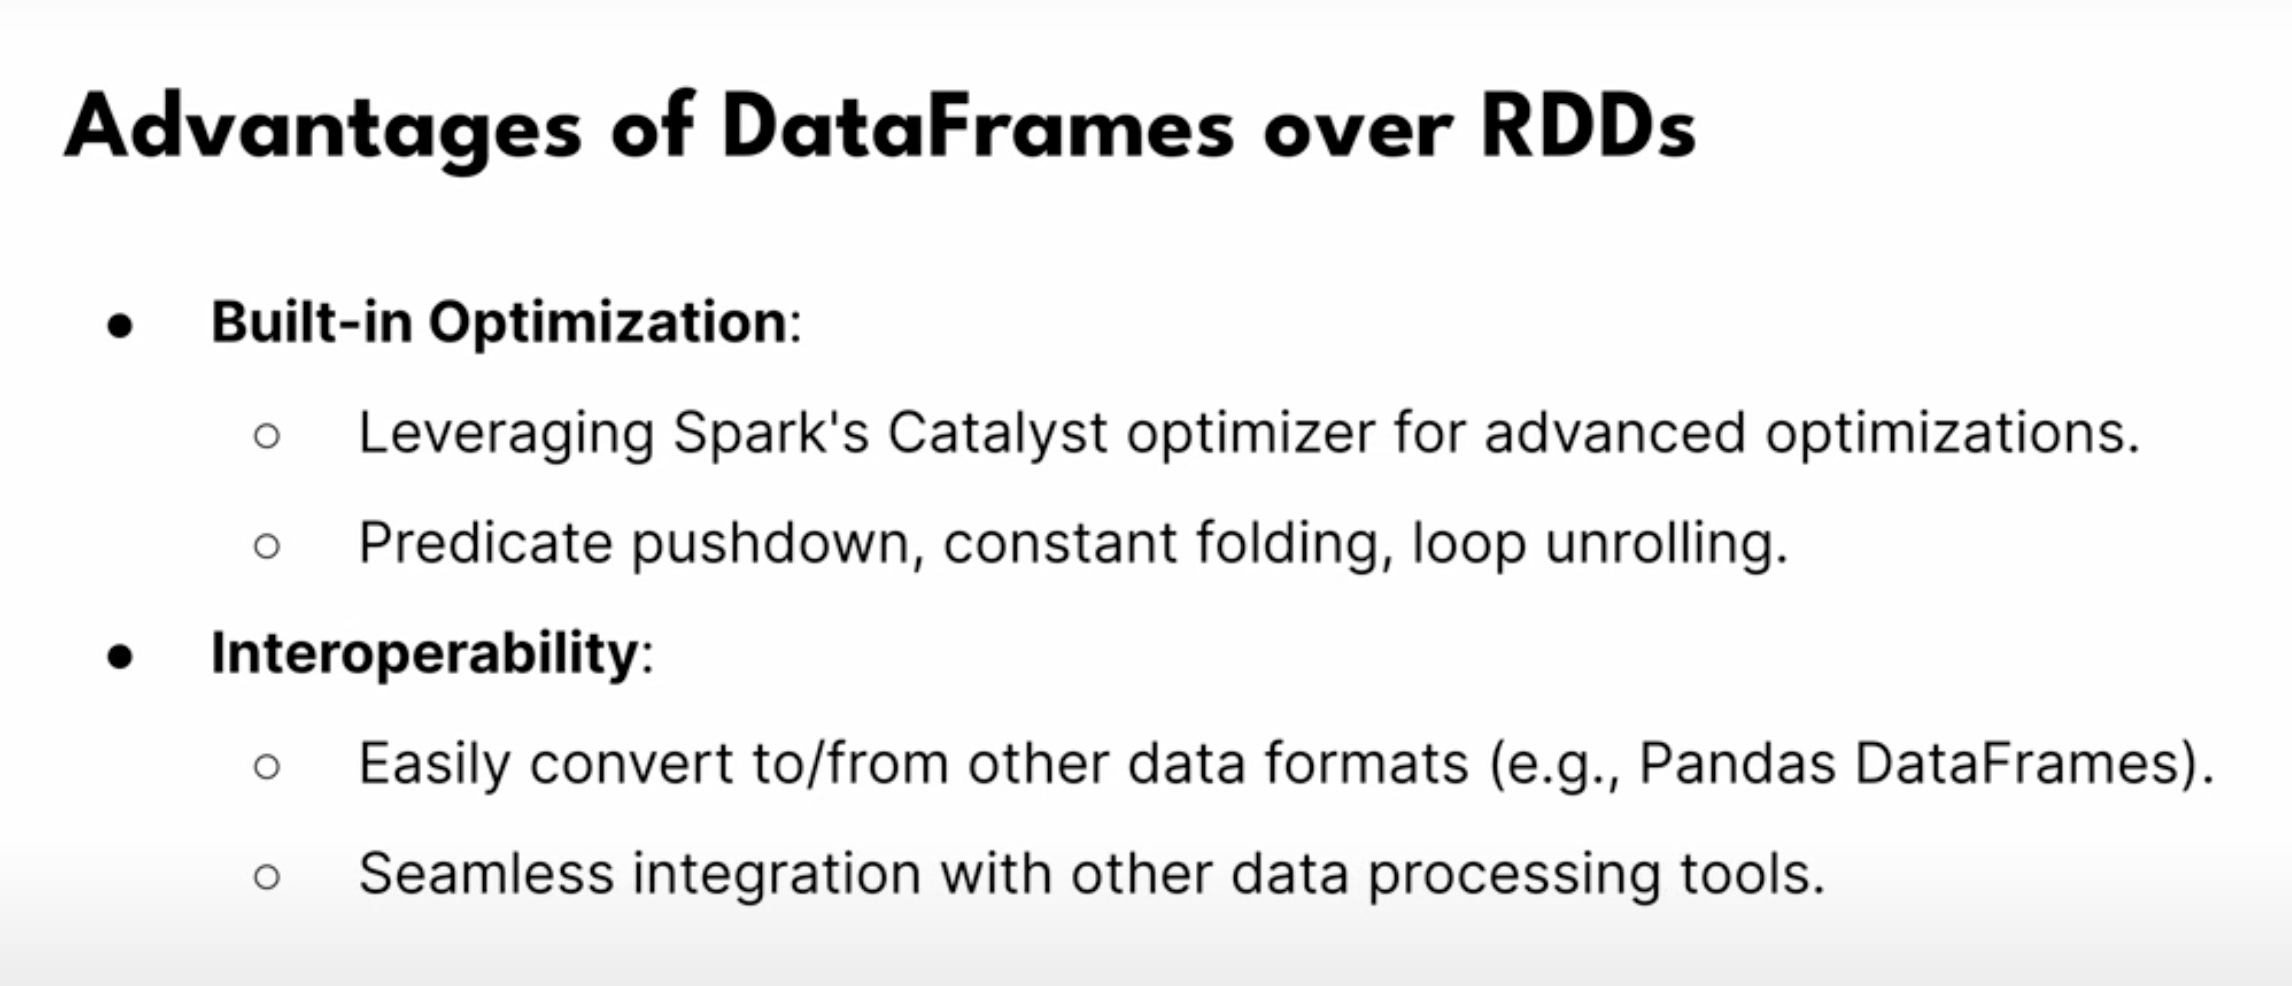 Advantages of DataFrames over RDDs
● Built-in Optimization:
○ Leveraging Spark's Catalyst optimizer for advanced optimizations.
○ Predicate pushdown, constant folding, loop unrolling.
● Interoperability:
○ Easily convert to/from other data formats (e.g., Pandas DataFrames).
○ Seamless integration with other data processing tools.